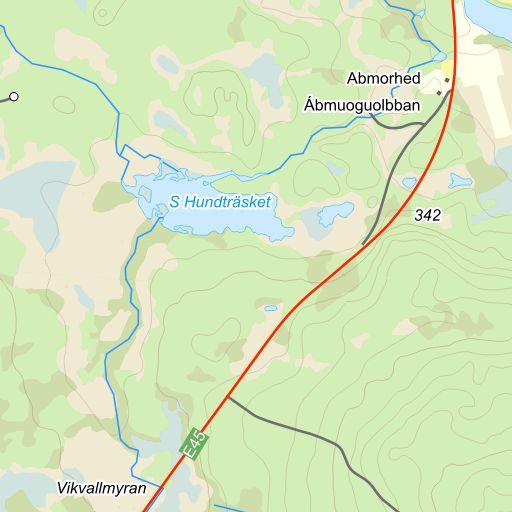 Abmorhed
Ábmuoguolbban
S Hundträsket
342
E45
Vikvallmyran